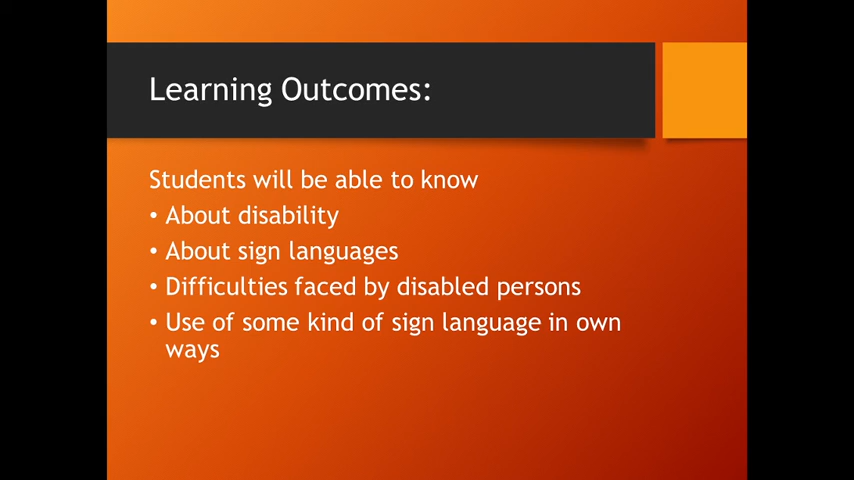 Learning Outcomes:
Students will be able to know
• About disability
• About sign languages
• Difficulties faced by disabled persons
• Use of some kind of sign language in own
ways